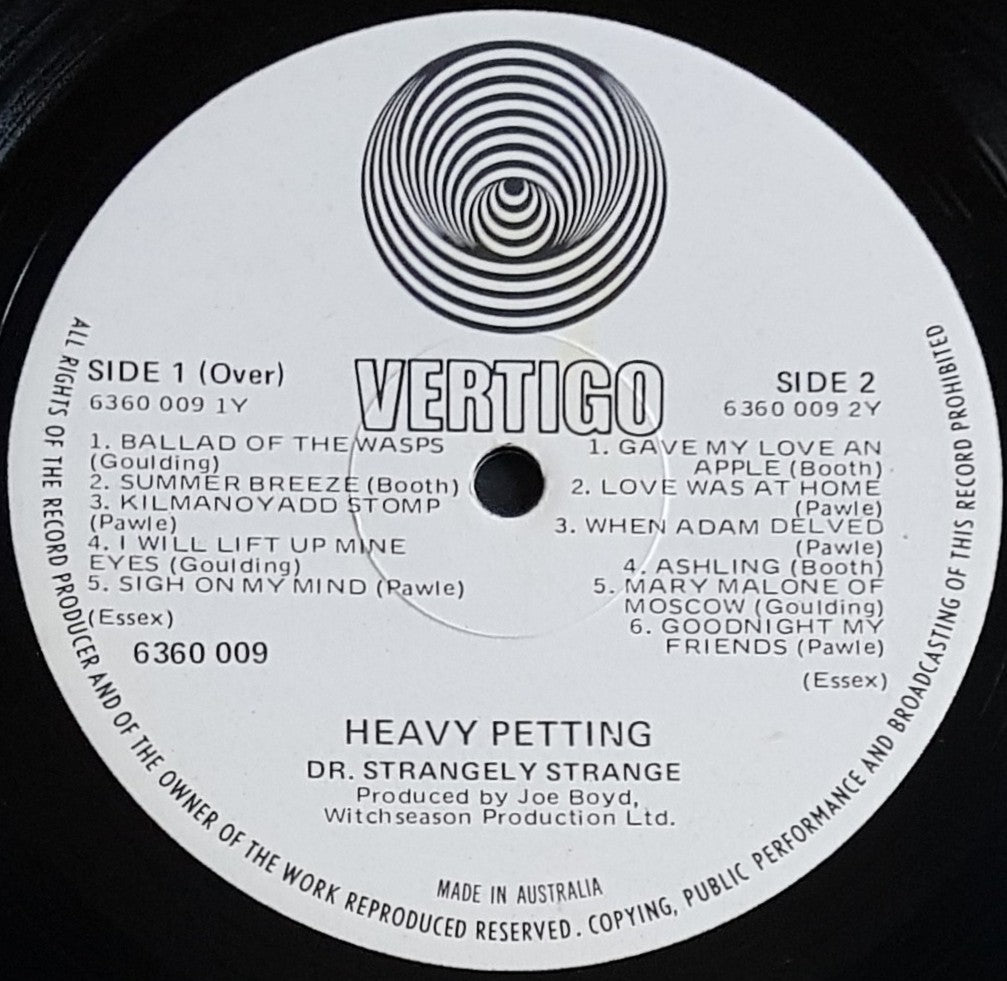 VERTIGO
SIDE 1 (Over)
6360 009 1Y
1. BALLAD OF THE WASPS
(Goulding)
2. SUMMER BREEZE (Booth)
3. KILMANOYADD STOMP
(Pawle)
4. I WILL LIFT UP MINE
EYES (Goulding)
5. SIGH ON MY MIND (Pawle)
(Essex)
6360 009
SIDE 2
6360 009 2Y
1. GAVE MY LOVE AN
APPLE (Booth)
2. LOVE WAS AT HOME
(Pawle)
3. WHEN ADAM DELVED
(Pawle)
4. ASHLING (Booth)
5. MARY MALONE OF
MOSCOW (Goulding)
6. GOODNIGHT MY
FRIENDS (Pawle)
(Essex)
HEAVY PETTING
DR. STRANGELY STRANGE
Produced by Joe Boyd,
Witchseason Production Ltd.
MADE IN AUSTRALIA
ALL RIGHTS OF THE RECORD PRODUCER AND OF THE OWNER OF THE WORK REPRODUCED RESERVED. COPYING, PUBLIC PERFORMANCE AND BROADCASTING OF THIS RECORD PROHIBITED